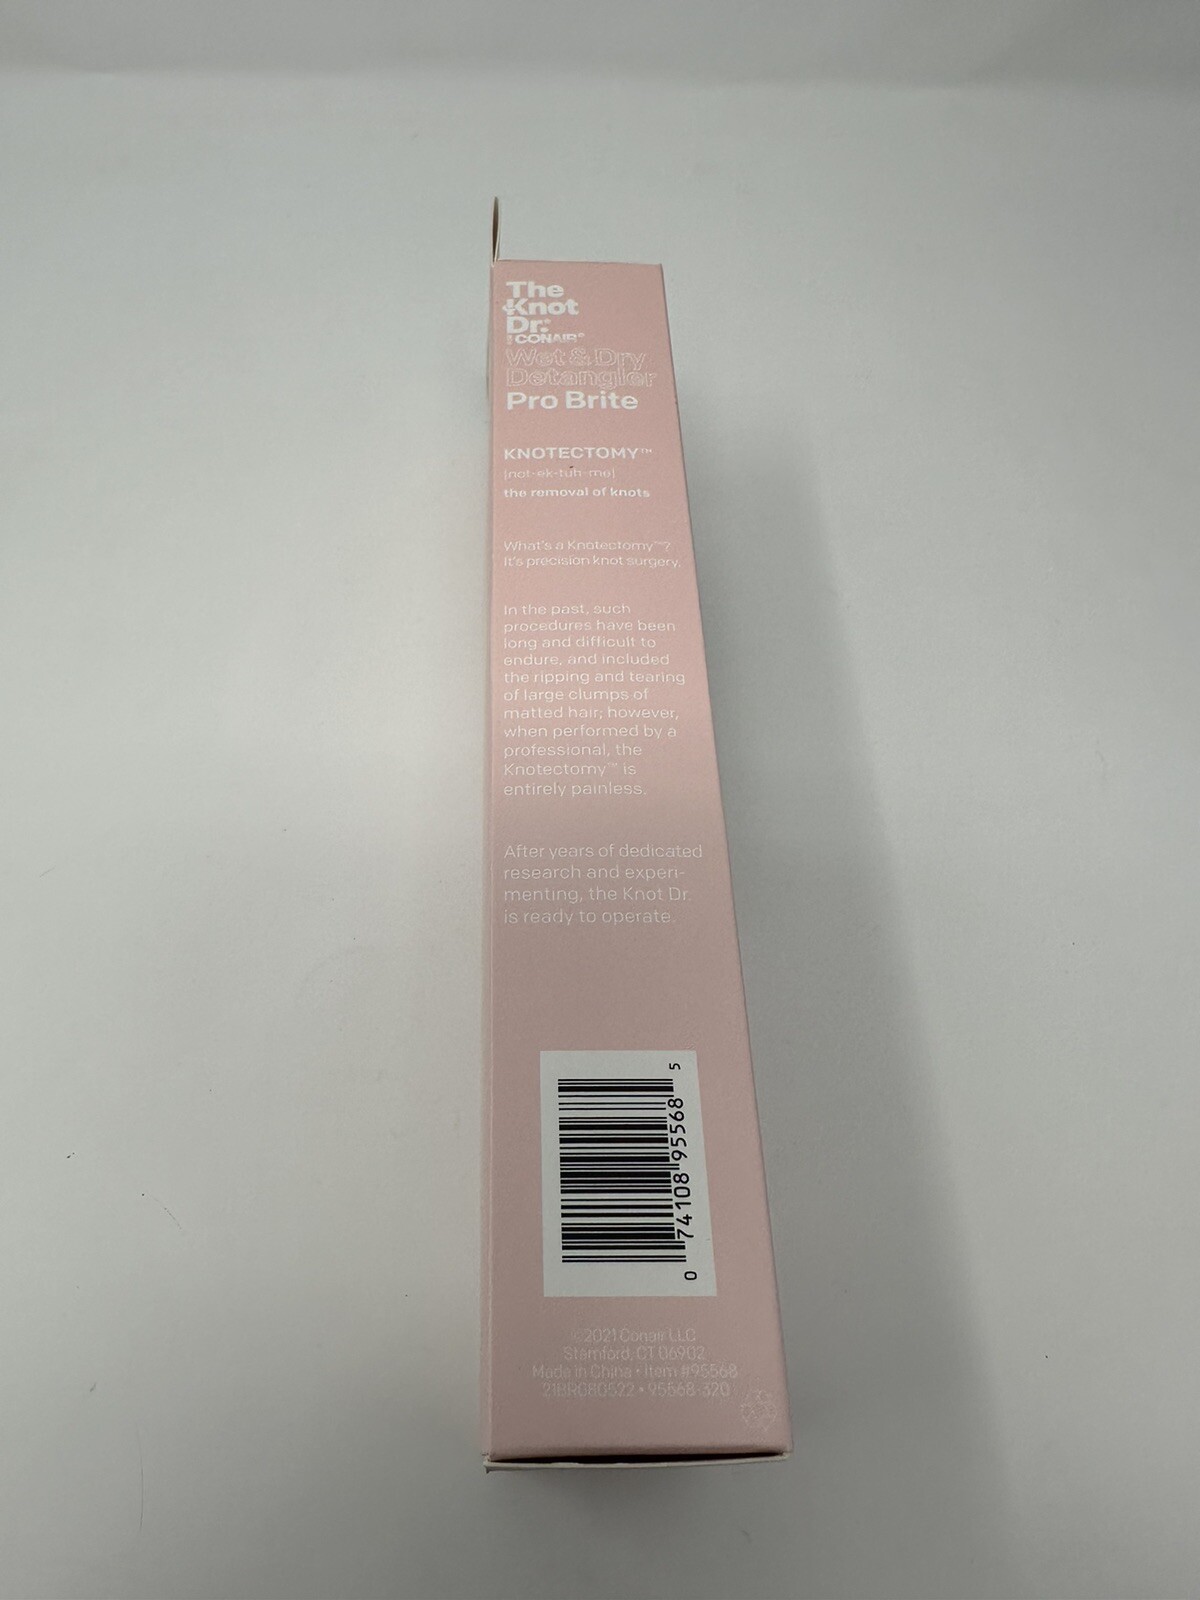 The
Knot
Dr.®
CONAIR®
Wet & Dry
Detangler
Pro Brite
KNOTECTOMY™
[not-ek-tuh-me]
the removal of knots
What's a Knotectomy™?
It's precision knot surgery.
In the past, such
procedures have been
long and difficult to
endure, and included
the ripping and tearing
of large clumps of
matted hair; however,
when performed by a
professional, the
Knotectomy™ is
entirely painless.
After years of dedicated
research and experi-
menting, the Knot Dr.
is ready to operate.
0 74108 95568 5
©2021 Conair LLC
Stamford, CT 06902
Made in China • Item #95568
21BR080522 • 95568-320